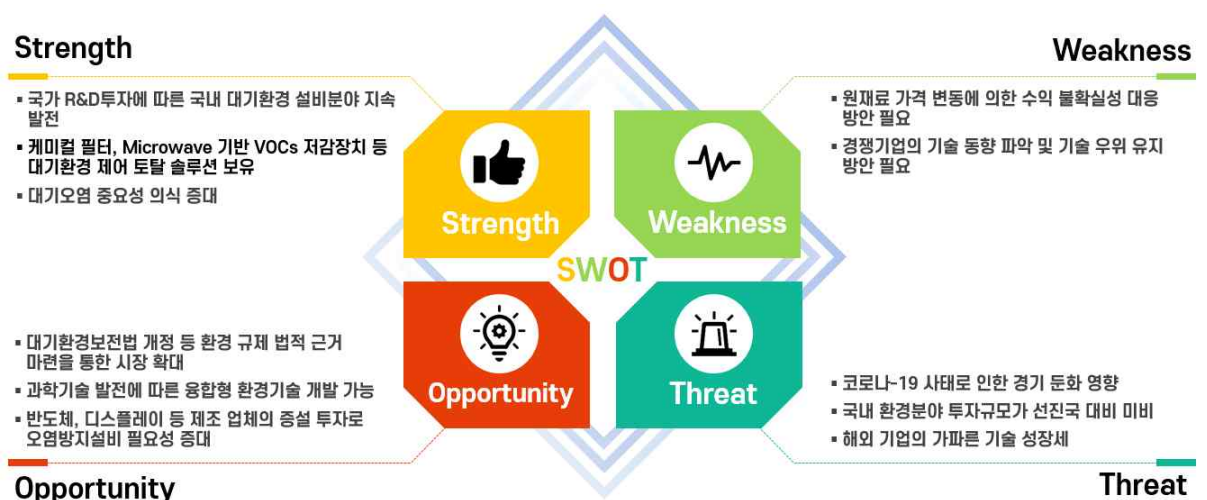 Strength
▪ 국가 R&D투자에 따른 국내 대기환경 설비분야 지속
발전
▪ 케미컬 필터, Microwave 기반 VOCs 저감장치 등
대기환경 제어 토탈 솔루션 보유
▪ 대기오염 중요성 의식 증대
Weakness
▪ 원재료 가격 변동에 의한 수익 불확실성 대응
방안 필요
▪ 경쟁기업의 기술 동향 파악 및 기술 우위 유지
방안 필요
Strength
Weakness
SWOT
Opportunity
Threat
▪ 대기환경보전법 개정 등 환경 규제 법적 근거
마련을 통한 시장 확대
▪ 과학기술 발전에 따른 융합형 환경기술 개발 가능
▪ 반도체, 디스플레이 등 제조 업체의 증설 투자로
오염방지설비 필요성 증대
Opportunity
▪ 코로나-19 사태로 인한 경기 둔화 영향
▪ 국내 환경분야 투자규모가 선진국 대비 미비
▪ 해외 기업의 가파른 기술 성장세
Threat